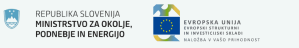 REPUBLIKA SLOVENIJA
MINISTRSTVO ZA OKOLJE,
PODNEBJE IN ENERGIJO
EVROPSKA UNIJA
EVROPSKI STRUKTURNI
IN INVESTICIJSKI SKLADI
NALOŽBA V VAŠO PRIHODNOST